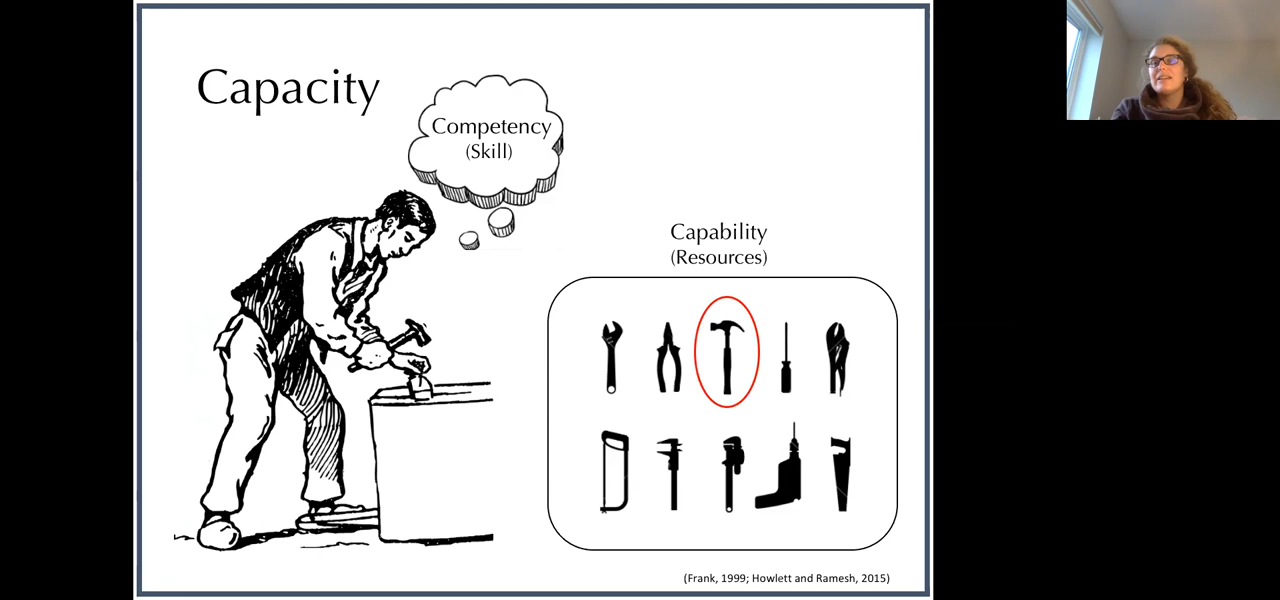 Capacity
Competency
(Skill)
Capability
(Resources)
(Frank, 1999; Howlett and Ramesh, 2015)